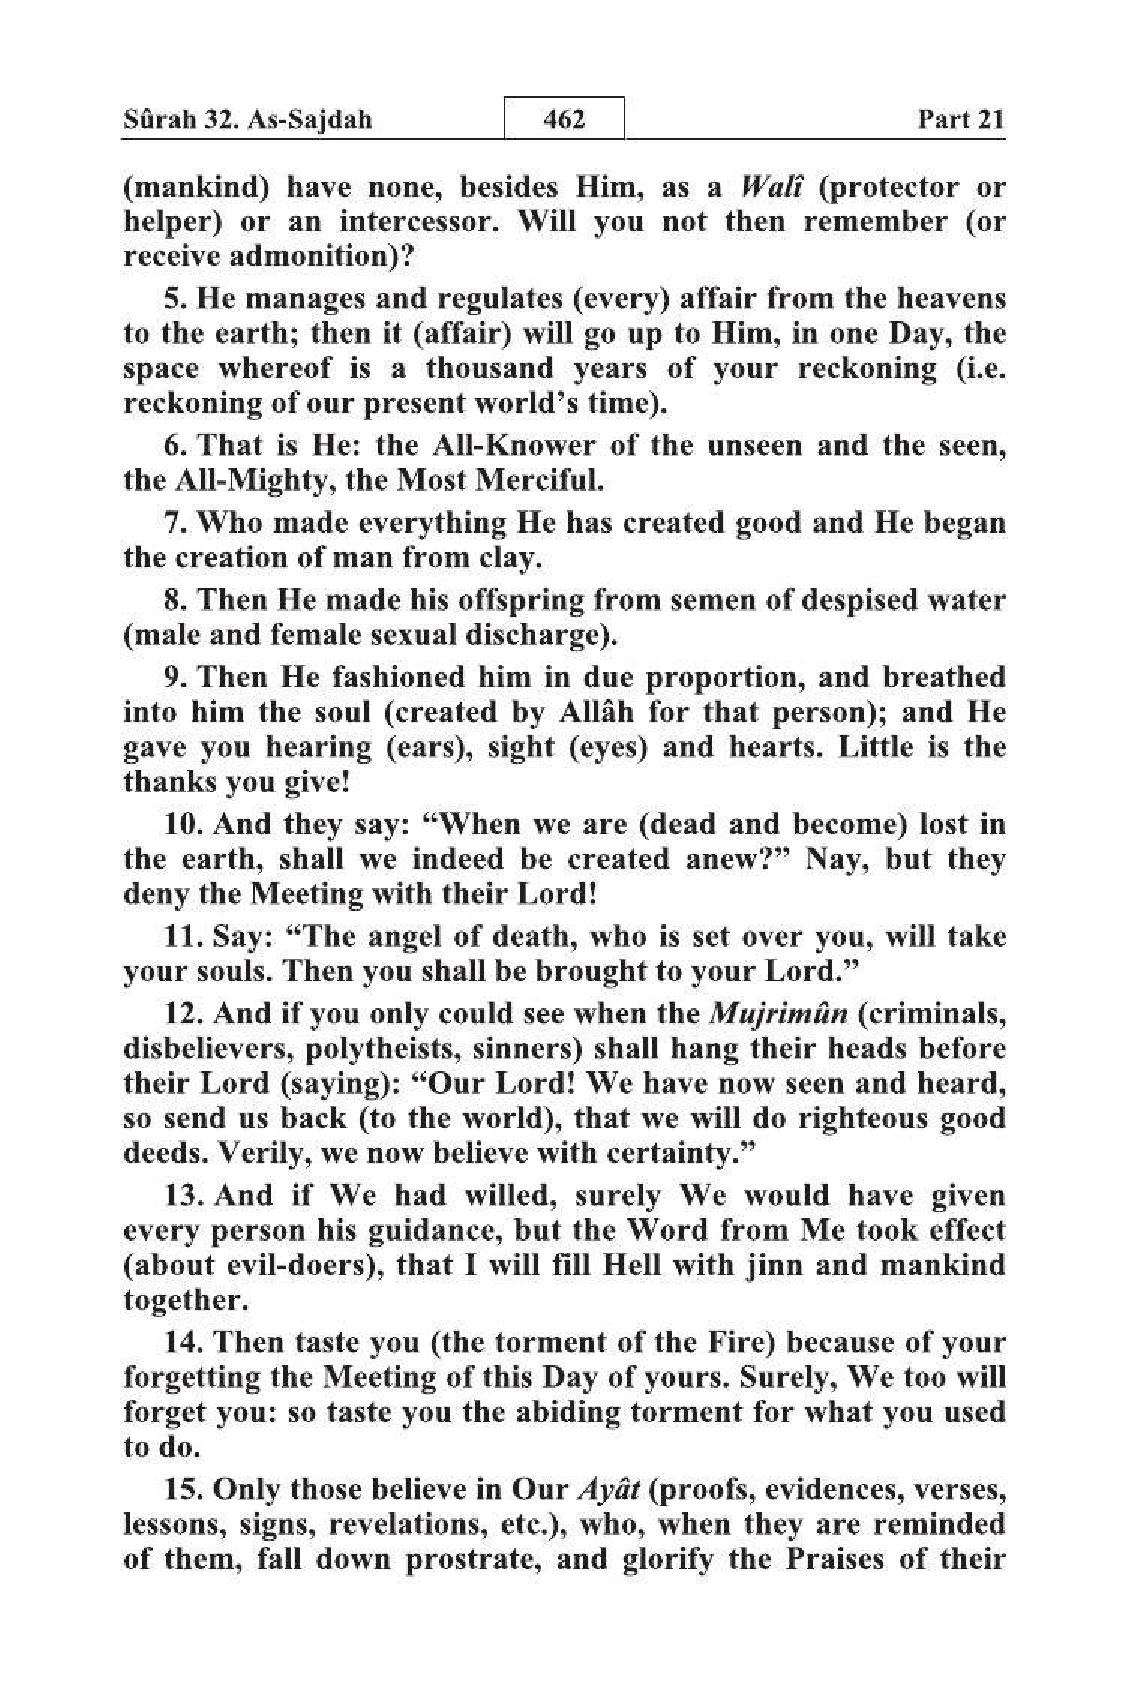 Sûrah 32. As-Sajdah 462 Part 21
(mankind) have none, besides Him, as a Walî (protector or
helper) or an intercessor. Will you not then remember (or
receive admonition)?
5. He manages and regulates (every) affair from the heavens
to the earth; then it (affair) will go up to Him, in one Day, the
space whereof is a thousand years of your reckoning (i.e.
reckoning of our present world’s time).
6. That is He: the All-Knower of the unseen and the seen,
the All-Mighty, the Most Merciful.
7. Who made everything He has created good and He began
the creation of man from clay.
8. Then He made his offspring from semen of despised water
(male and female sexual discharge).
9. Then He fashioned him in due proportion, and breathed
into him the soul (created by Allâh for that person); and He
gave you hearing (ears), sight (eyes) and hearts. Little is the
thanks you give!
10. And they say: “When we are (dead and become) lost in
the earth, shall we indeed be created anew?” Nay, but they
deny the Meeting with their Lord!
11. Say: “The angel of death, who is set over you, will take
your souls. Then you shall be brought to your Lord.”
12. And if you only could see when the Mujrimûn (criminals,
disbelievers, polytheists, sinners) shall hang their heads before
their Lord (saying): “Our Lord! We have now seen and heard,
so send us back (to the world), that we will do righteous good
deeds. Verily, we now believe with certainty.”
13. And if We had willed, surely We would have given
every person his guidance, but the Word from Me took effect
(about evil-doers), that I will fill Hell with jinn and mankind
together.
14. Then taste you (the torment of the Fire) because of your
forgetting the Meeting of this Day of yours. Surely, We too will
forget you: so taste you the abiding torment for what you used
to do.
15. Only those believe in Our Ayât (proofs, evidences, verses,
lessons, signs, revelations, etc.), who, when they are reminded
of them, fall down prostrate, and glorify the Praises of their